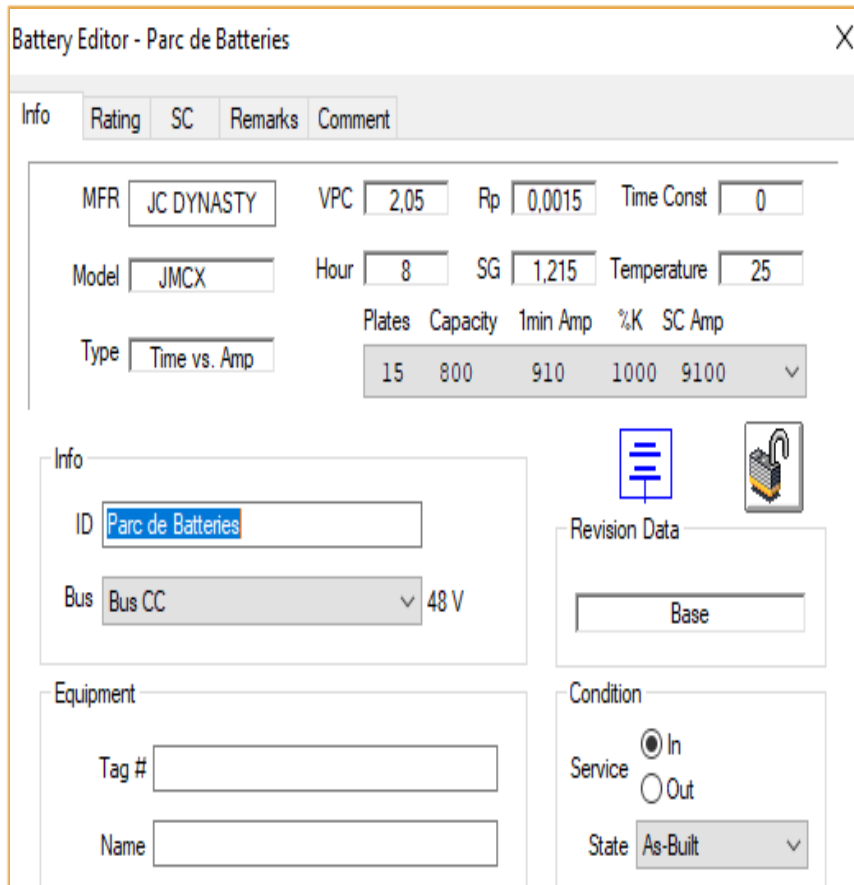 Battery Editor - Parc de Batteries
Info Rating SC Remarks Comment
MFR JC DYNASTY VPC 2,05 Rp 0,0015 Time Const 0
Model JMCX Hour 8 SG 1,215 Temperature 25
Plates Capacity 1min Amp %K SC Amp
Type Time vs. Amp 15 800 910 1000 9100
Info
ID Parc de Batteries
Revision Data
Bus Bus CC 48 V
Base
Equipment Condition
In
Tag # Service
Out
Name State As-Built